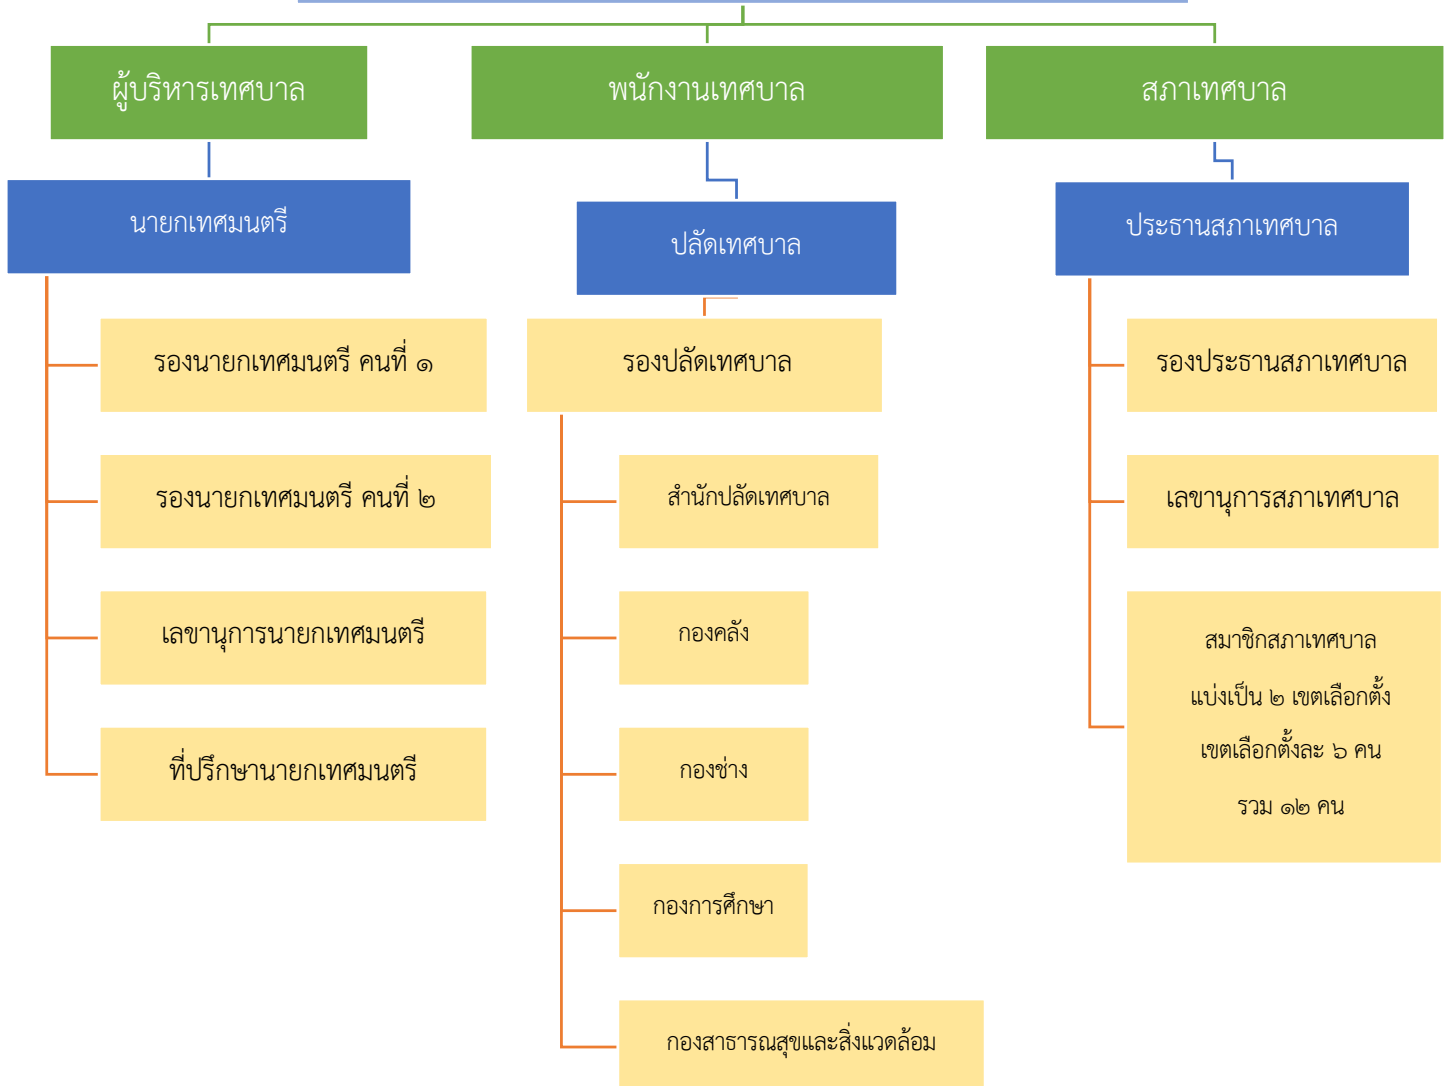 ผู้บริหารเทศบาล
พนักงานเทศบาล
สภาเทศบาล
นายกเทศมนตรี
ปลัดเทศบาล
ประธานสภาเทศบาล
รองนายกเทศมนตรี คนที่ ๑
รองปลัดเทศบาล
รองประธานสภาเทศบาล
รองนายกเทศมนตรี คนที่ ๒
สำนักปลัดเทศบาล
เลขานุการสภาเทศบาล
เลขานุการนายกเทศมนตรี
กองคลัง
สมาชิกสภาเทศบาล
แบ่งเป็น ๒ เขตเลือกตั้ง
เขตเลือกตั้งละ ๖ คน
รวม ๑๒ คน
ที่ปรึกษานายกเทศมนตรี
กองช่าง
กองการศึกษา
กองสาธารณสุขและสิ่งแวดล้อม